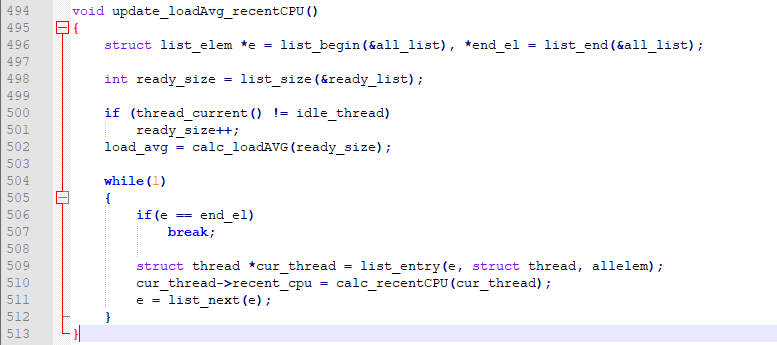 494 void update_loadAvg_recentCPU()
495 {
496     struct list_elem *e = list_begin(&all_list), *end_el = list_end(&all_list);
497
498     int ready_size = list_size(&ready_list);
499
500     if (thread_current() != idle_thread)
501         ready_size++;
502     load_avg = calc_loadAVG(ready_size);
503
504     while(1)
505     {
506         if(e == end_el)
507             break;
508
509         struct thread *cur_thread = list_entry(e, struct thread, allelem);
510         cur_thread->recent_cpu = calc_recentCPU(cur_thread);
511         e = list_next(e);
512     }
513 }